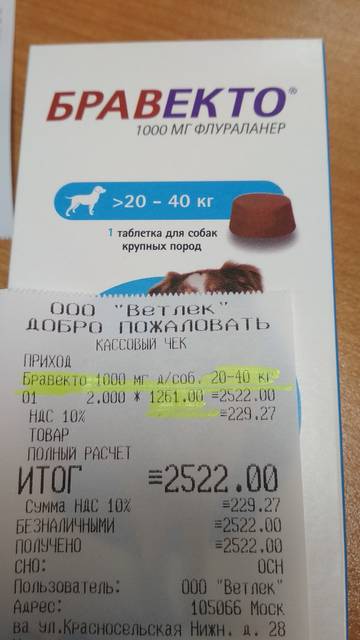 БРАВЕКТО®
1000 МГ ФЛУРАЛАНЕР
>20 – 40 кг
1 таблетка для собак
крупных пород
ООО "Ветлек"
ДОБРО ПОЖАЛОВАТЬ
КАССОВЫЙ ЧЕК
ПРИХОД
Бравекто 1000 мг д/соб. 20-40 кг
01 2.000 * 1261.00 =2522.00
НДС 10% =229.27
ТОВАР
ПОЛНЫЙ РАСЧЕТ
ИТОГ =2522.00
Сумма НДС 10% =229.27
БЕЗНАЛИЧНЫМИ =2522.00
ПОЛУЧЕНО =2522.00
СНО: ОСН
Пользователь: ООО "Ветлек"
Адрес: 105066 Моск
ва ул.Красносельская Нижн. д. 28